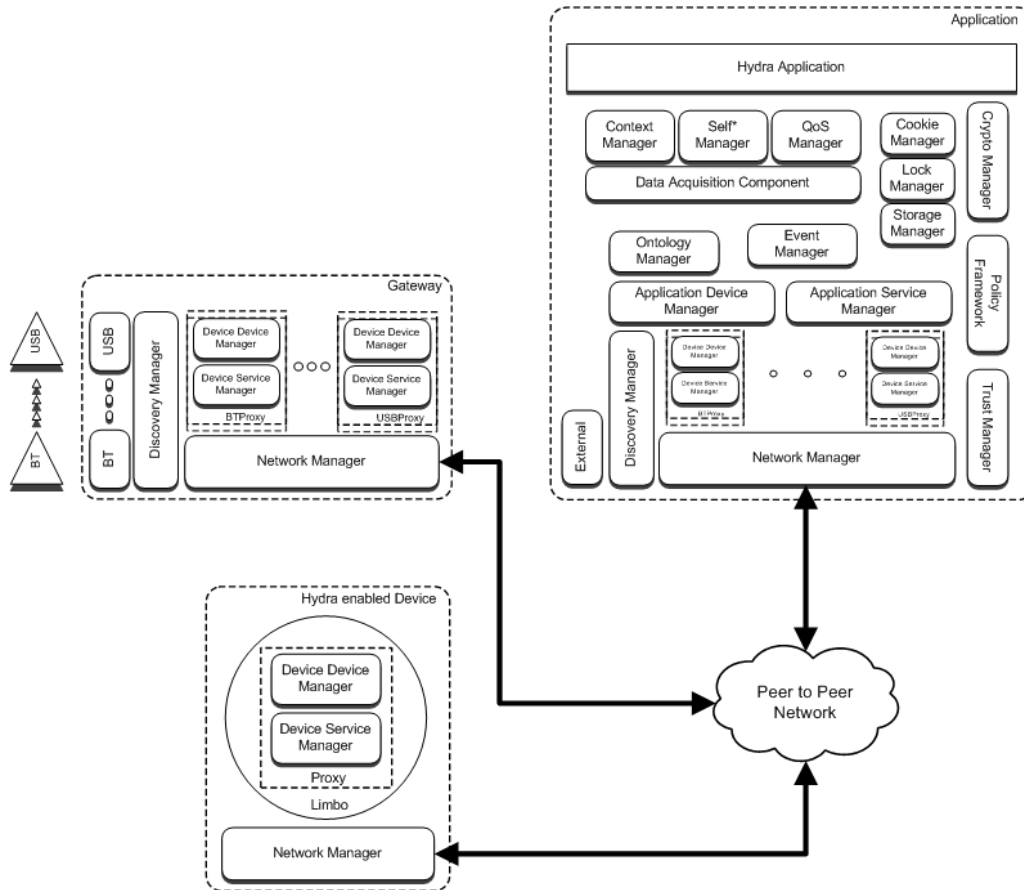 Application
Hydra Application
Context
Manager
Self*
Manager
QoS
Manager
Cookie
Manager
Crypto Manager
Data Acquisition Component
Lock
Manager
Storage
Manager
Ontology
Manager
Event
Manager
Policy
Framework
Application Device
Manager
Application Service
Manager
External
Discovery Manager
Device Device
Manager
Device Service
Manager
BTProxy
Device Device
Manager
Device Service
Manager
USBProxy
Network Manager
Trust Manager
Gateway
USB
BT
USB
BT
Discovery Manager
Device Device
Manager
Device Service
Manager
BTProxy
Device Device
Manager
Device Service
Manager
USBProxy
Network Manager
Hydra enabled Device
Device Device
Manager
Device Service
Manager
Proxy
Limbo
Network Manager
Peer to Peer
Network